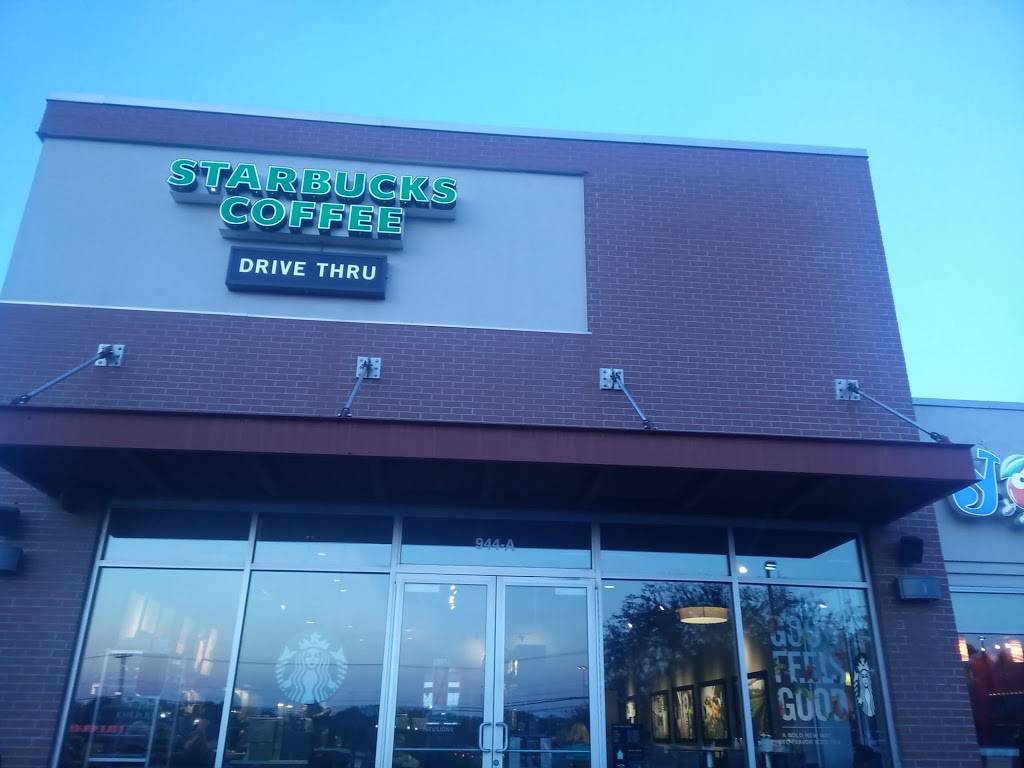 STARBUCKS
COFFEE
DRIVE THRU
944-A
GOOD
FEELS
GOOD